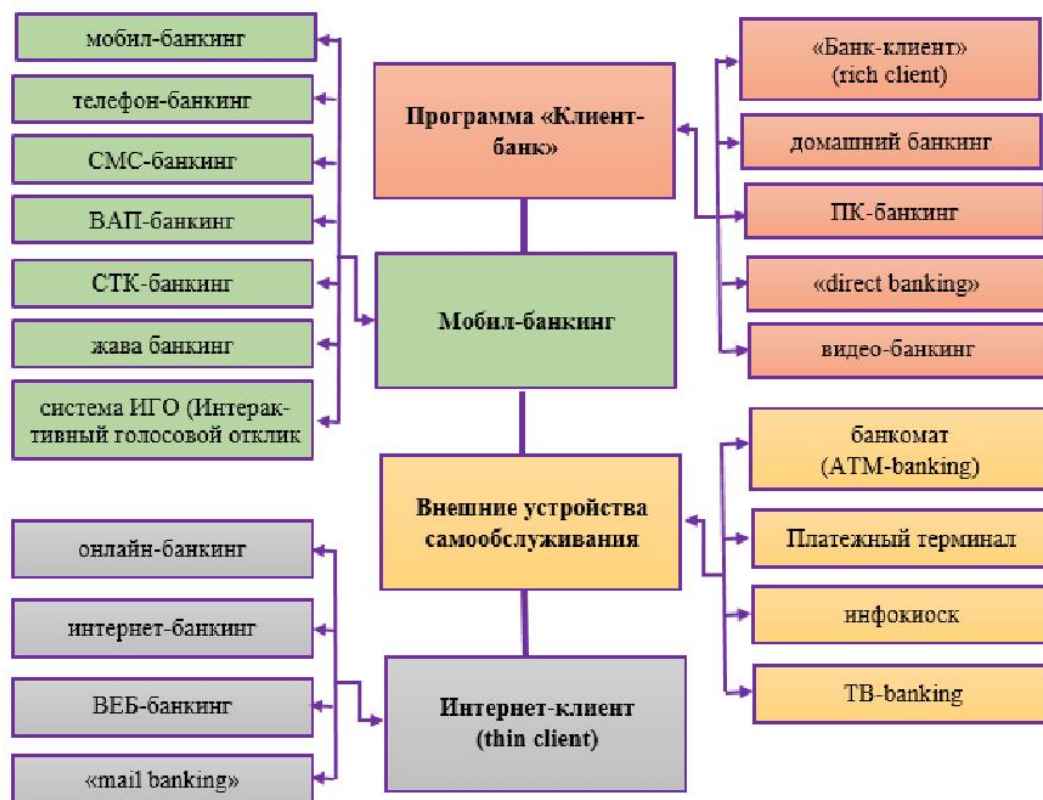 мобил-банкинг
телефон-банкинг
СМС-банкинг
ВАП-банкинг
СТК-банкинг
жава банкинг
система ИГО (Интерак-
тивный голосовой отклик
Программа «Клиент-
банк»
Мобил-банкинг
«Банк-клиент»
(rich client)
домашний банкинг
ПК-банкинг
«direct banking»
видео-банкинг
Внешние устройства
самообслуживания
банкомат
(ATM-banking)
Платежный терминал
инфокиоск
ТВ-banking
онлайн-банкинг
интернет-банкинг
ВЕБ-банкинг
«mail banking»
Интернет-клиент
(thin client)